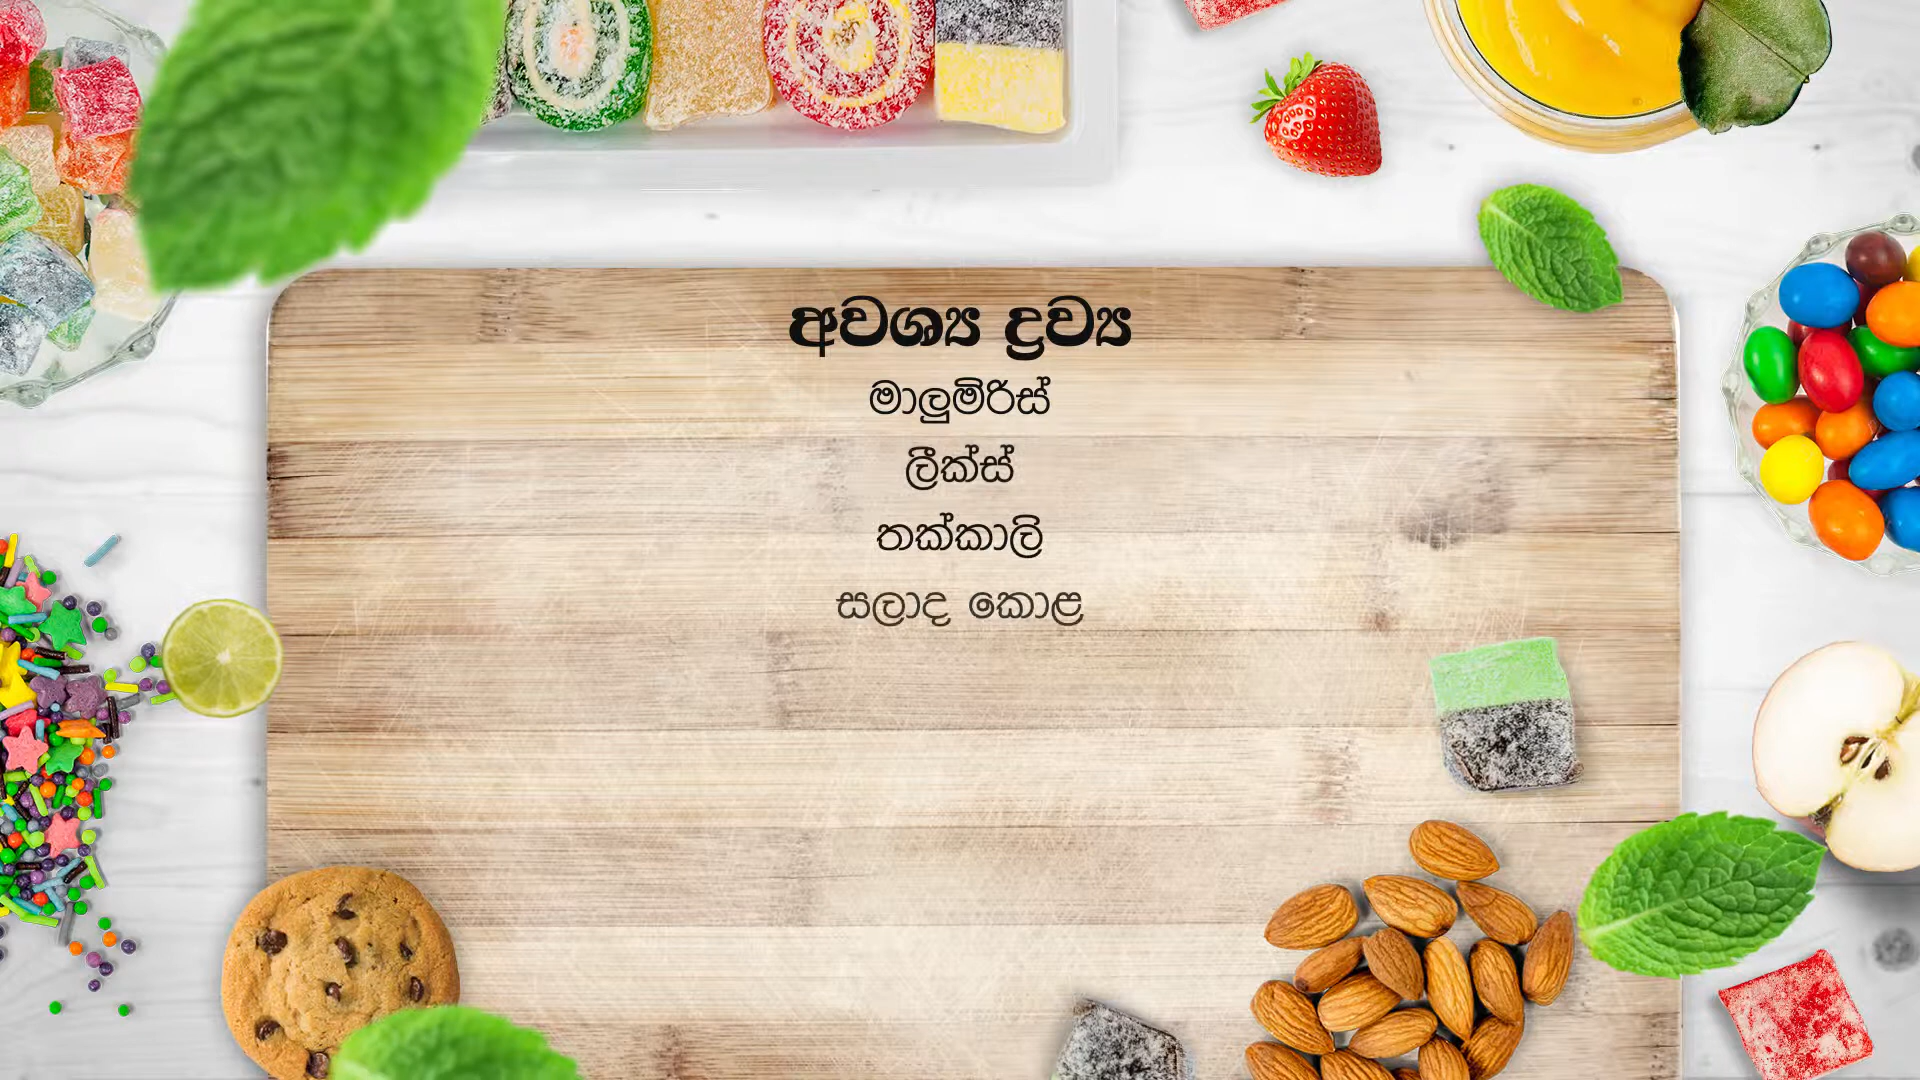 අවශ්‍ය ද්‍රව්‍ය
මාලුමිරිස්
ලීක්ස්
තක්කාලි
සලාද කොළ